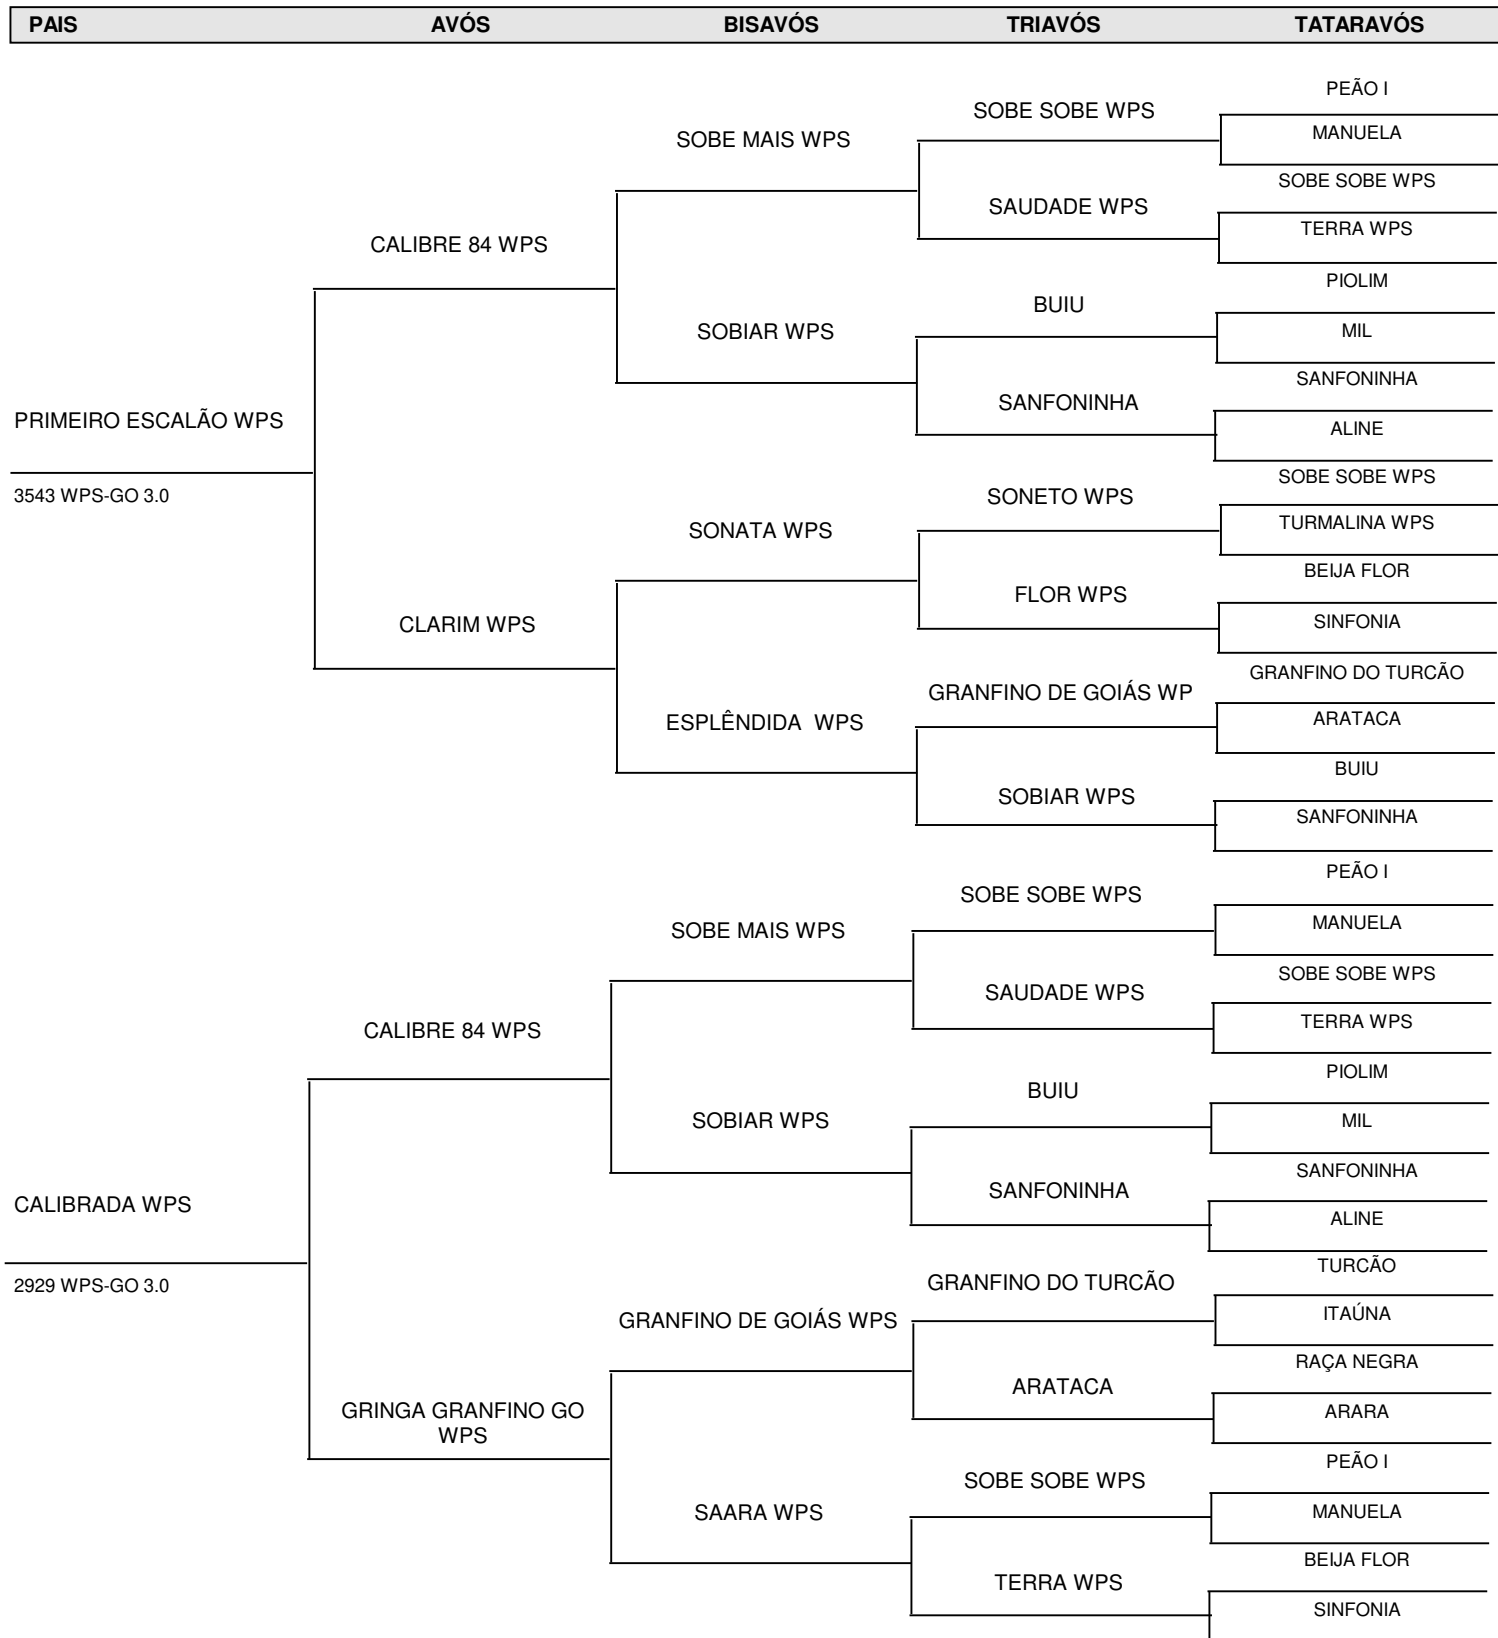 PAIS AVÓS BISAVÓS TRIAVÓS TATARAVÓS
PEÃO I
SOBE SOBE WPS
MANUELA
SOBE MAIS WPS
SOBE SOBE WPS
SAUDADE WPS
TERRA WPS
CALIBRE 84 WPS
PIOLIM
BUIU
MIL
SOBIAR WPS
SANFONINHA
SANFONINHA
ALINE
PRIMEIRO ESCALÃO WPS
3543 WPS-GO 3.0
SOBE SOBE WPS
SONETO WPS
TURMALINA WPS
SONATA WPS
BEIJA FLOR
FLOR WPS
SINFONIA
CLARIM WPS
GRANFINO DO TURCÃO
GRANFINO DE GOIÁS WP
ARATACA
ESPLÊNDIDA WPS
BUIU
SOBIAR WPS
SANFONINHA
PEÃO I
SOBE SOBE WPS
MANUELA
SOBE MAIS WPS
SOBE SOBE WPS
SAUDADE WPS
TERRA WPS
CALIBRE 84 WPS
PIOLIM
BUIU
MIL
SOBIAR WPS
SANFONINHA
SANFONINHA
ALINE
CALIBRADA WPS
2929 WPS-GO 3.0
TURCÃO
GRANFINO DO TURCÃO
ITAÚNA
GRANFINO DE GOIÁS WPS
RAÇA NEGRA
ARATACA
ARARA
GRINGA GRANFINO GO
WPS
PEÃO I
SOBE SOBE WPS
MANUELA
SAARA WPS
BEIJA FLOR
TERRA WPS
SINFONIA